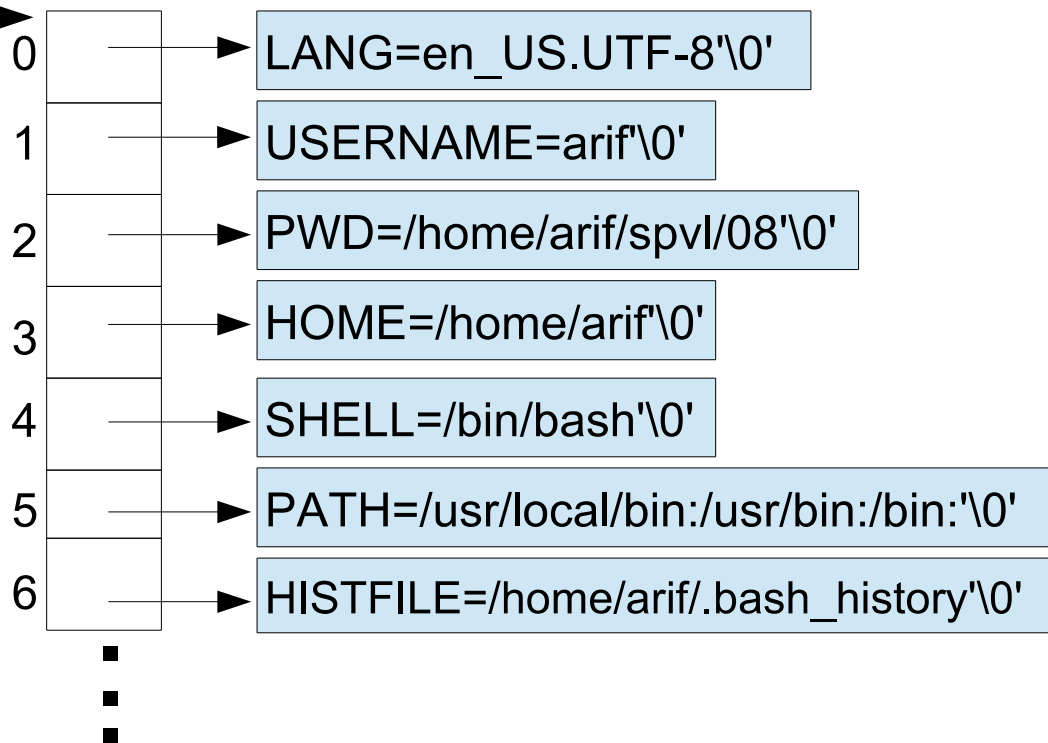 0 LANG=en_US.UTF-8'\0'
1 USERNAME=arif'\0'
2 PWD=/home/arif/spvl/08'\0'
3 HOME=/home/arif'\0'
4 SHELL=/bin/bash'\0'
5 PATH=/usr/local/bin:/usr/bin:/bin:'\0'
6 HISTFILE=/home/arif/.bash_history'\0'